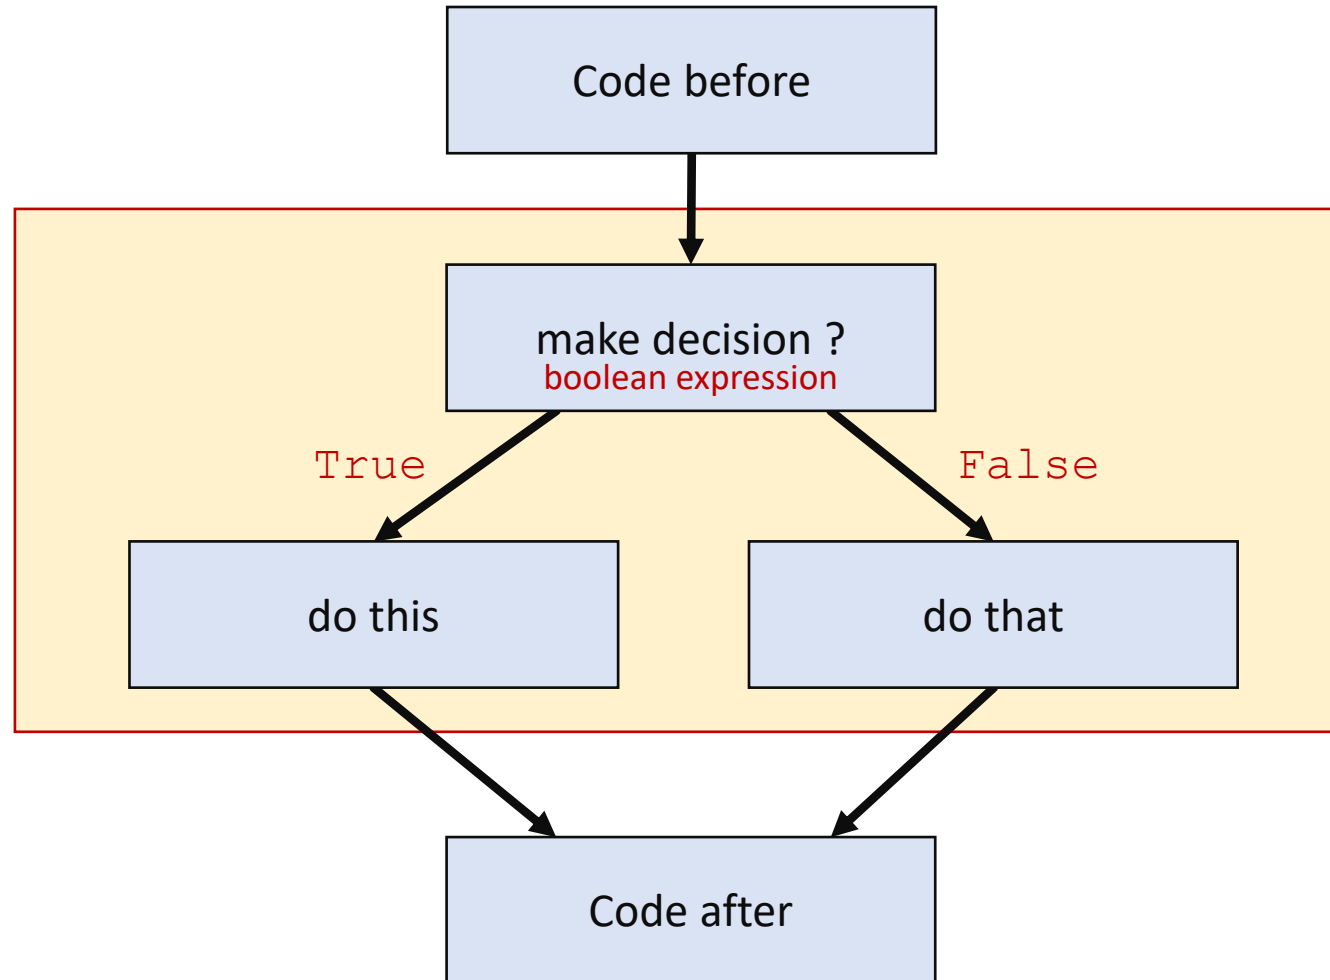 Code before
make decision ?
boolean expression
True
False
do this
do that
Code after